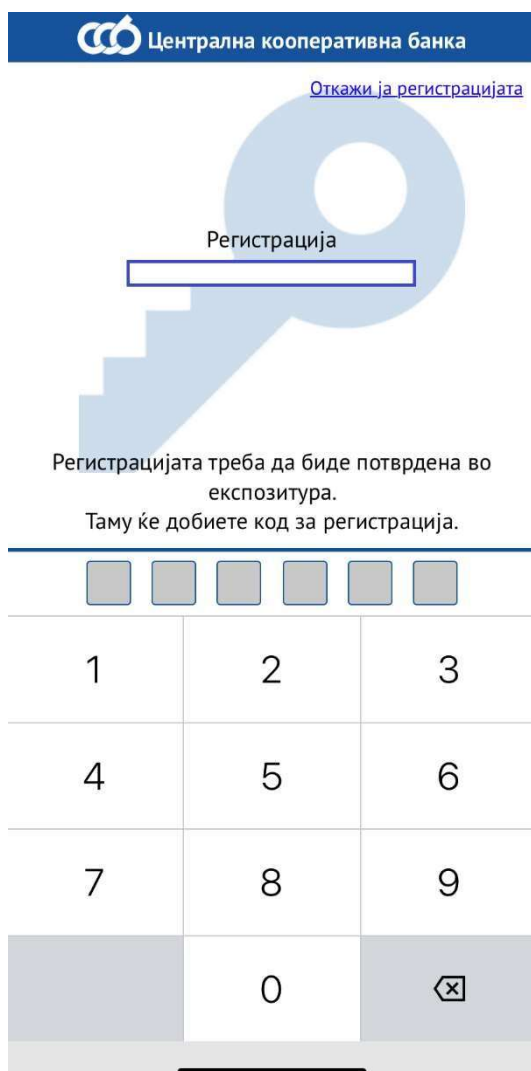 ССБ Централна кооперативна банка
Откажи ја регистрацијата
Регистрација
Регистрацијата треба да биде потврдена во
експозитура.
Таму ќе добиете код за регистрација.
1 2 3
4 5 6
7 8 9
0